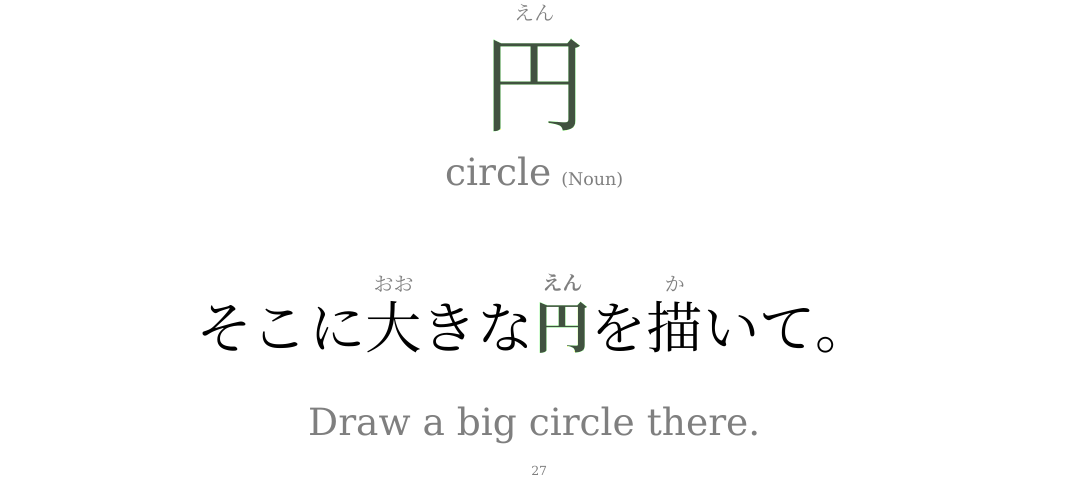 えん
円
circle (Noun)
おお えん か
そこに大きな円を描いて。
Draw a big circle there.
27